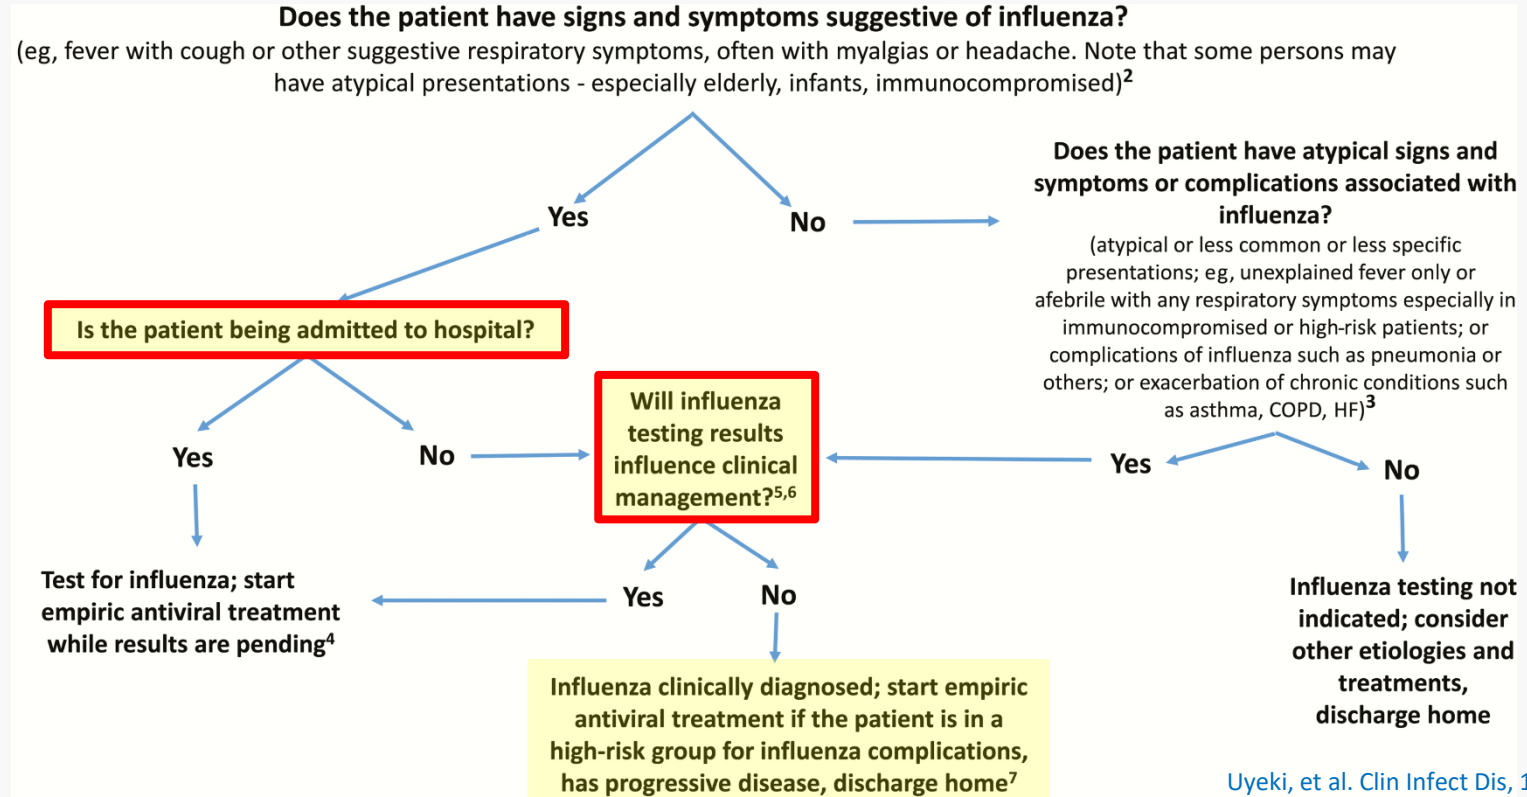 Does the patient have signs and symptoms suggestive of influenza?
(eg, fever with cough or other suggestive respiratory symptoms, often with myalgias or headache. Note that some persons may
have atypical presentations - especially elderly, infants, immunocompromised)²
Yes
No
Does the patient have atypical signs and
symptoms or complications associated with
influenza?
(atypical or less common or less specific
presentations; eg, unexplained fever only or
afebrile with any respiratory symptoms especially in
immunocompromised or high-risk patients; or
complications of influenza such as pneumonia or
others; or exacerbation of chronic conditions such
as asthma, COPD, HF)³
Is the patient being admitted to hospital?
Yes
No
Will influenza
testing results
influence clinical
management?⁵,⁶
Yes
No
Test for influenza; start
empiric antiviral treatment
while results are pending⁴
Yes
No
Influenza testing not
indicated; consider
other etiologies and
treatments,
discharge home
Influenza clinically diagnosed; start empiric
antiviral treatment if the patient is in a
high-risk group for influenza complications,
has progressive disease, discharge home⁷
Uyeki, et al. Clin Infect Dis, 1